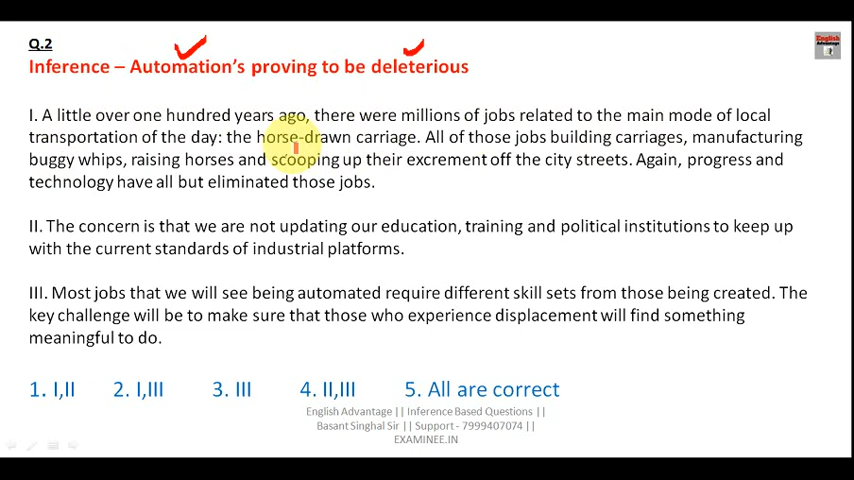 Q.2
English
Advantage
Inference – Automation's proving to be deleterious
I. A little over one hundred years ago, there were millions of jobs related to the main mode of local
transportation of the day: the horse-drawn carriage. All of those jobs building carriages, manufacturing
buggy whips, raising horses and scooping up their excrement off the city streets. Again, progress and
technology have all but eliminated those jobs.
II. The concern is that we are not updating our education, training and political institutions to keep up
with the current standards of industrial platforms.
III. Most jobs that we will see being automated require different skill sets from those being created. The
key challenge will be to make sure that those who experience displacement will find something
meaningful to do.
1. I,II 2. I,III 3. III 4. II,III 5. All are correct
English Advantage || Inference Based Questions ||
Basant Singhal Sir || Support - 7999407074 ||
EXAMINEE.IN